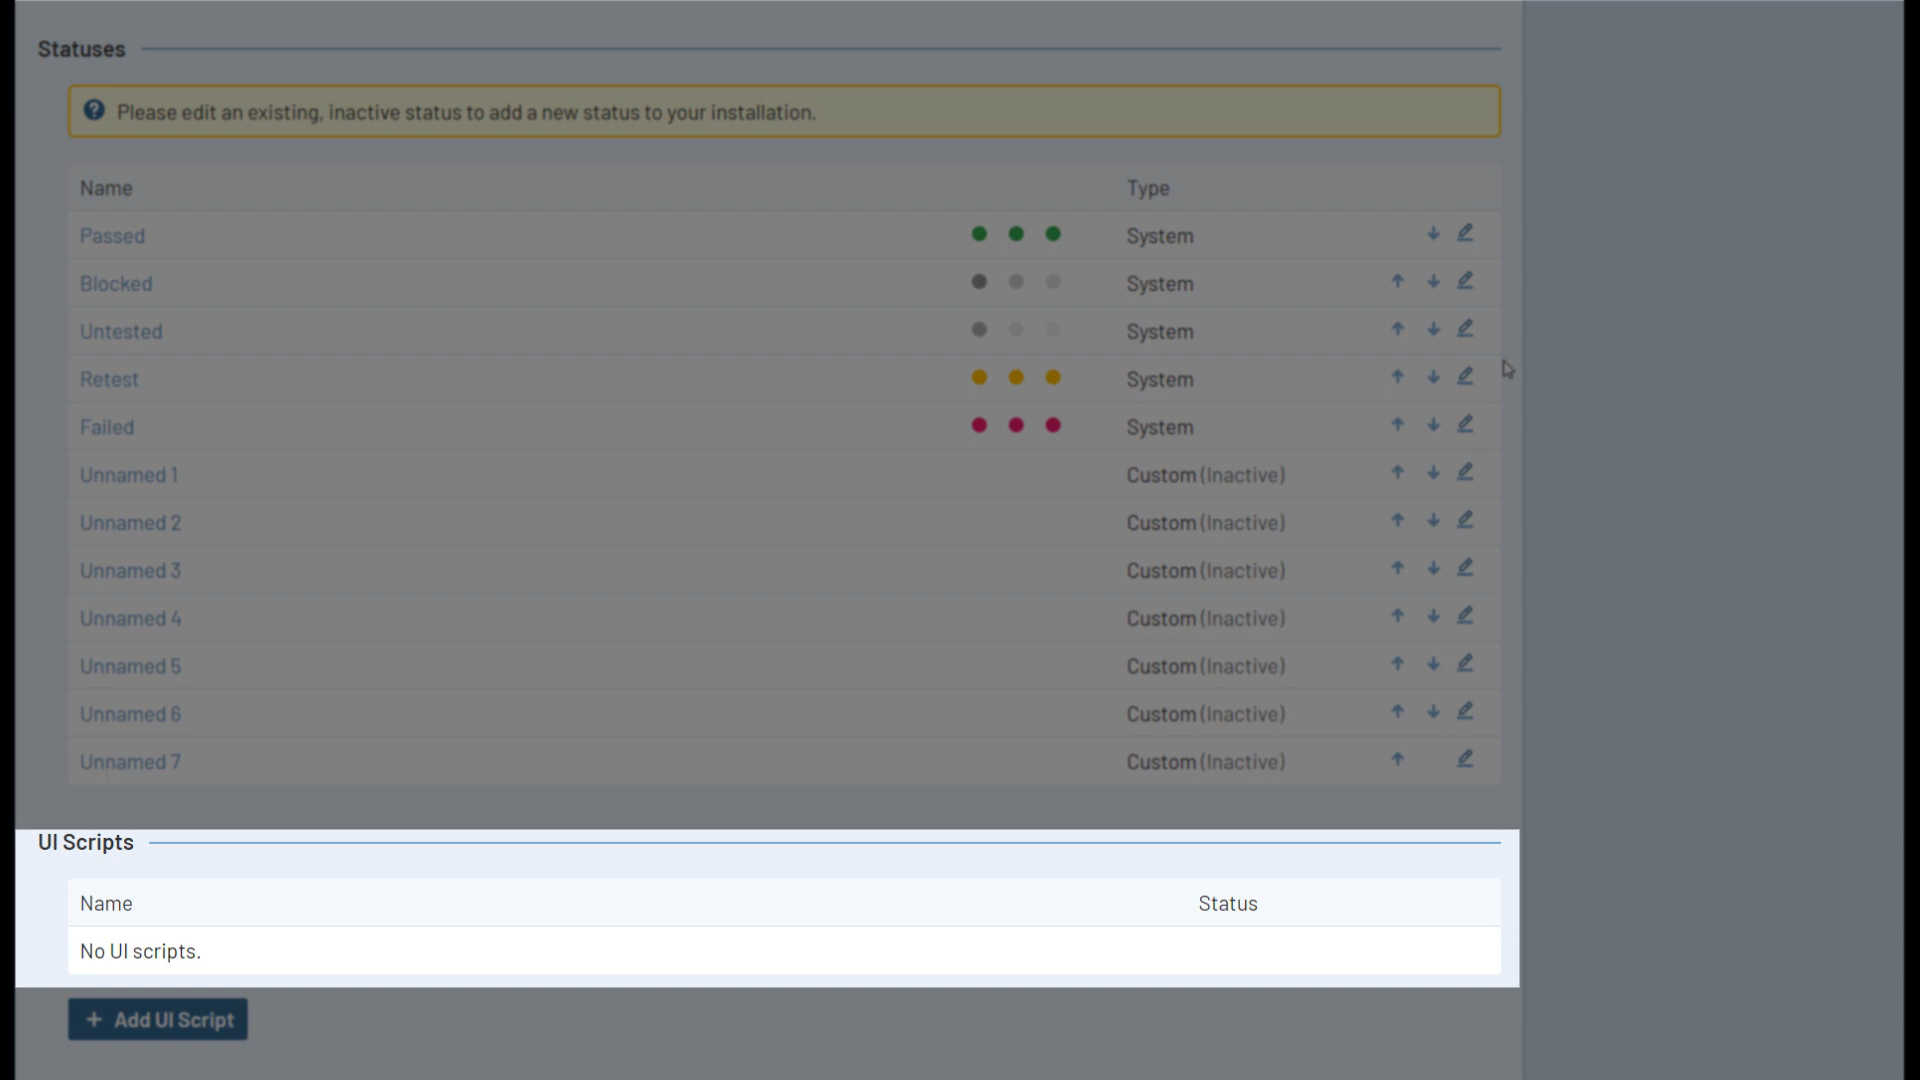 Statuses
Please edit an existing, inactive status to add a new status to your installation.
Name Type
Passed System
Blocked System
Untested System
Retest System
Failed System
Unnamed 1 Custom (Inactive)
Unnamed 2 Custom (Inactive)
Unnamed 3 Custom (Inactive)
Unnamed 4 Custom (Inactive)
Unnamed 5 Custom (Inactive)
Unnamed 6 Custom (Inactive)
Unnamed 7 Custom (Inactive)
UI Scripts
Name Status
No UI scripts.
+ Add UI Script